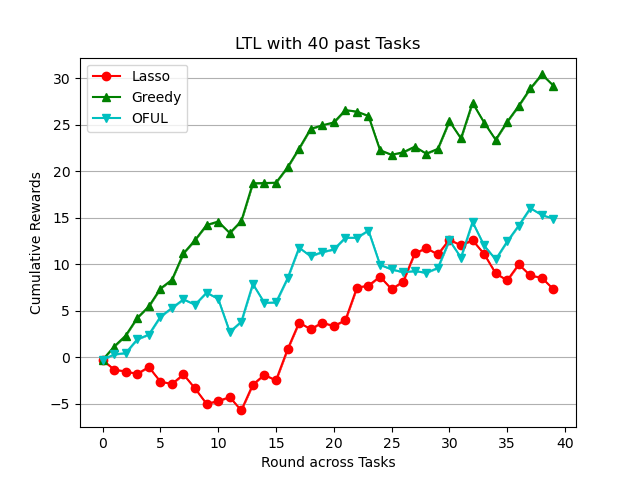 LTL with 40 past Tasks
Lasso
Greedy
OFUL
Cumulative Rewards
30
25
20
15
10
5
0
−5
0 5 10 15 20 25 30 35 40
Round across Tasks